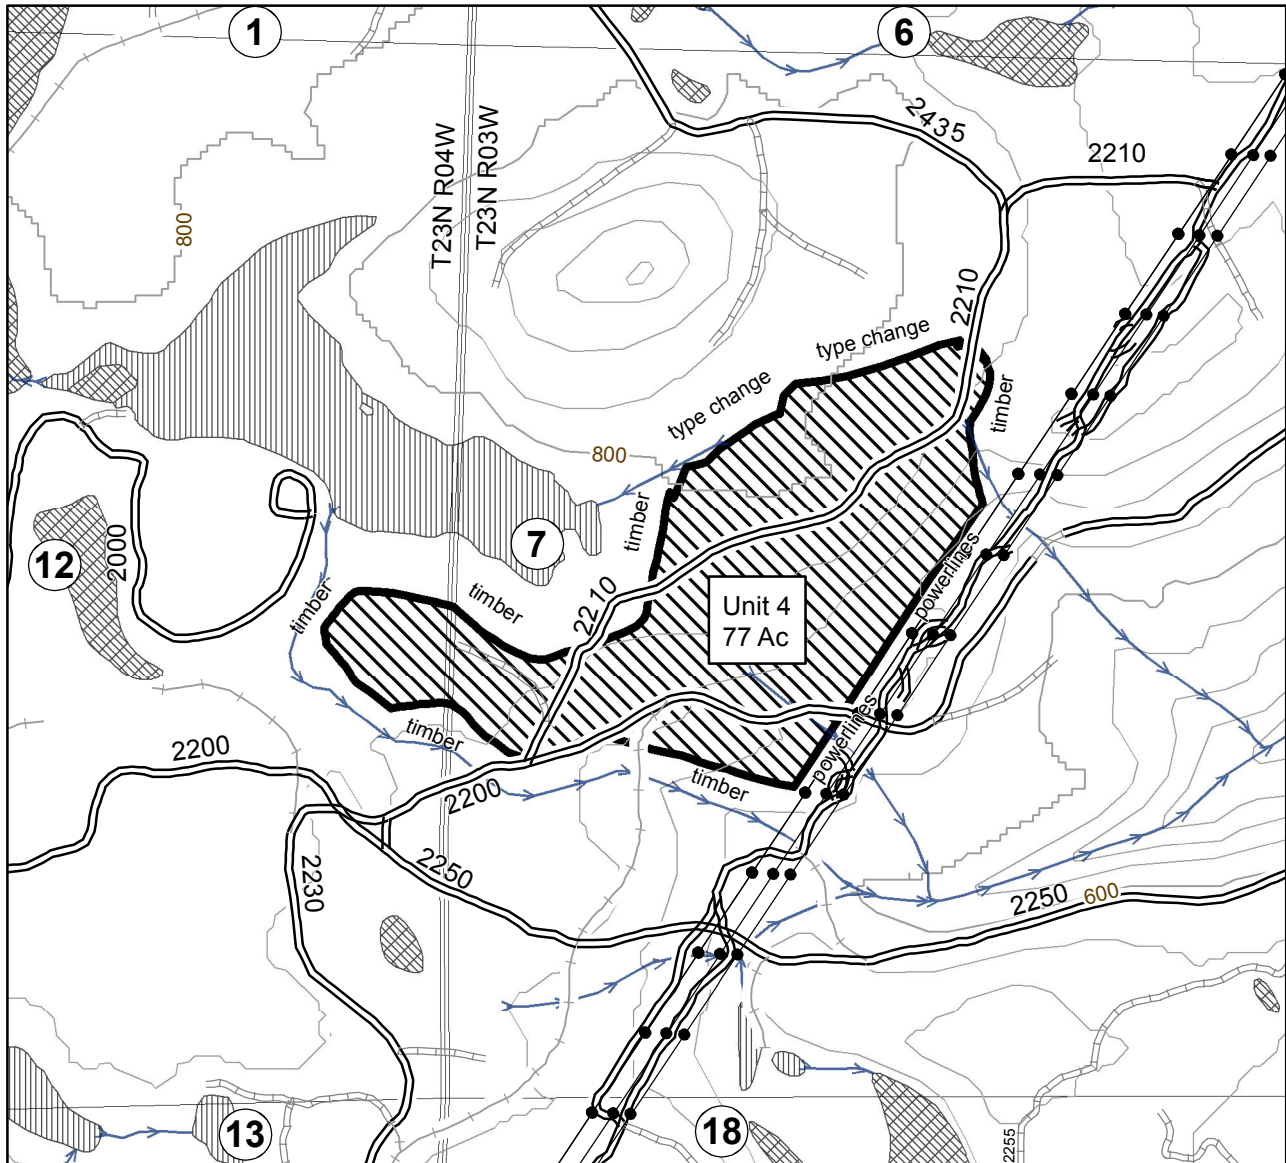 1
6
2435
2210
T23N R04W
T23N R03W
800
2210
type change
type change
timber
800
timber
7
12
2000
timber
timber
2210
Unit 4
77 Ac
powerlines
powerlines
timber
timber
2200
2200
2230
2250
2250
600
13
18
2255